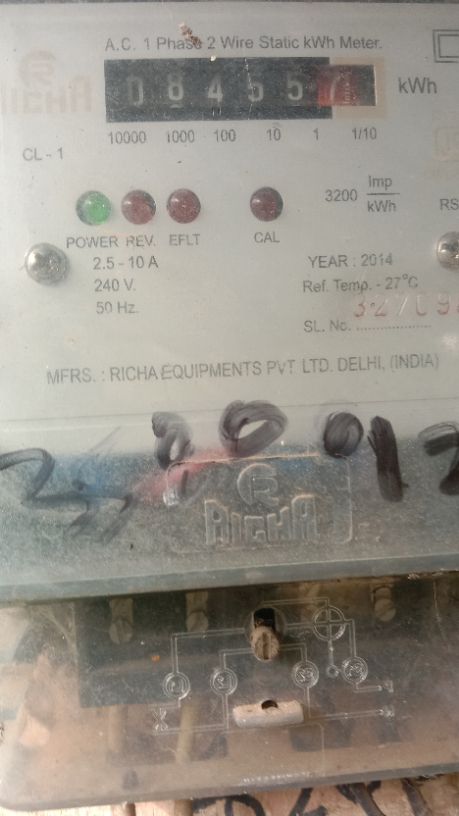 A.C. 1 Phase 2 Wire Static kWh Meter.
RICHA
0 8 4 5 5 7 kWh
10000 1000 100 10 1 1/10
CL - 1
3200 Imp
kWh
RS
POWER REV. EFLT CAL
2.5 - 10 A
240 V.
50 Hz.
YEAR : 2014
Ref. Temp. - 27°C
SL. No.
MFRS. : RICHA EQUIPMENTS PVT LTD. DELHI, (INDIA)
RICHA